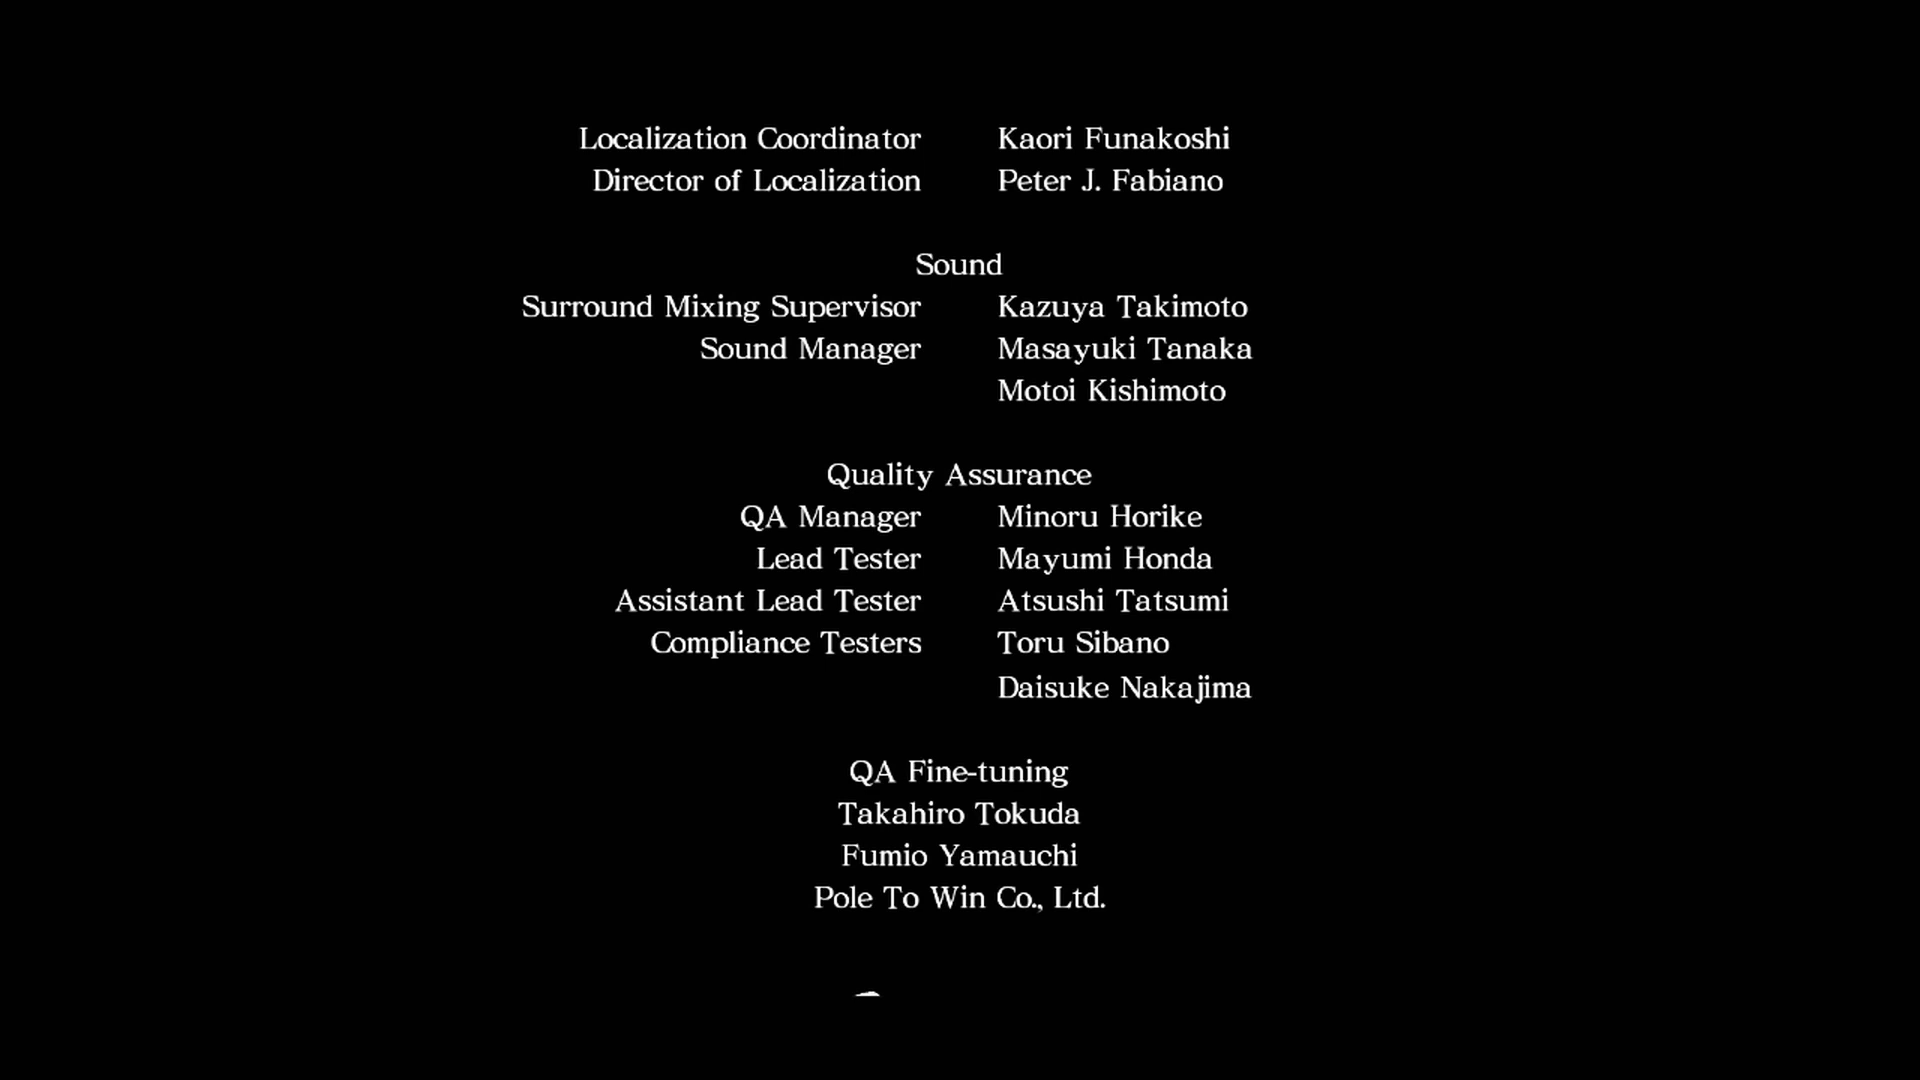 Localization Coordinator Kaori Funakoshi
Director of Localization Peter J. Fabiano
Sound
Surround Mixing Supervisor Kazuya Takimoto
Sound Manager Masayuki Tanaka
Motoi Kishimoto
Quality Assurance
QA Manager Minoru Horike
Lead Tester Mayumi Honda
Assistant Lead Tester Atsushi Tatsumi
Compliance Testers Toru Sibano
Daisuke Nakajima
QA Fine-tuning
Takahiro Tokuda
Fumio Yamauchi
Pole To Win Co., Ltd.